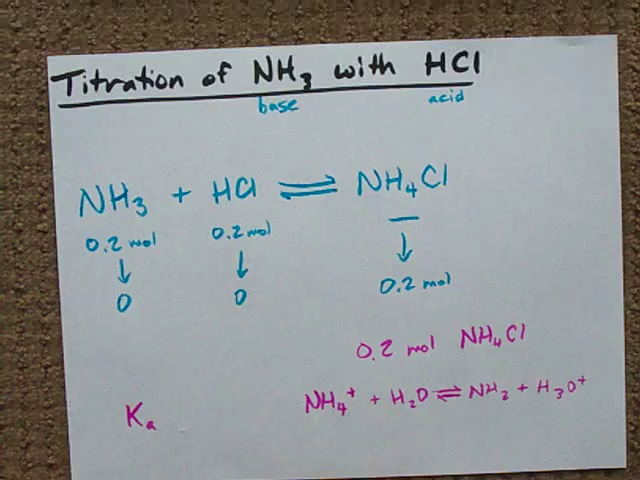 Titration of NH₃ with HCl
base acid
NH₃ + HCl ⇌ NH₄Cl
0.2 mol 0.2 mol —
↓ ↓ ↓
0 0 0.2 mol
0.2 mol NH₄Cl
NH₄⁺ + H₂O ⇌ NH₃ + H₃O⁺
Kₐ